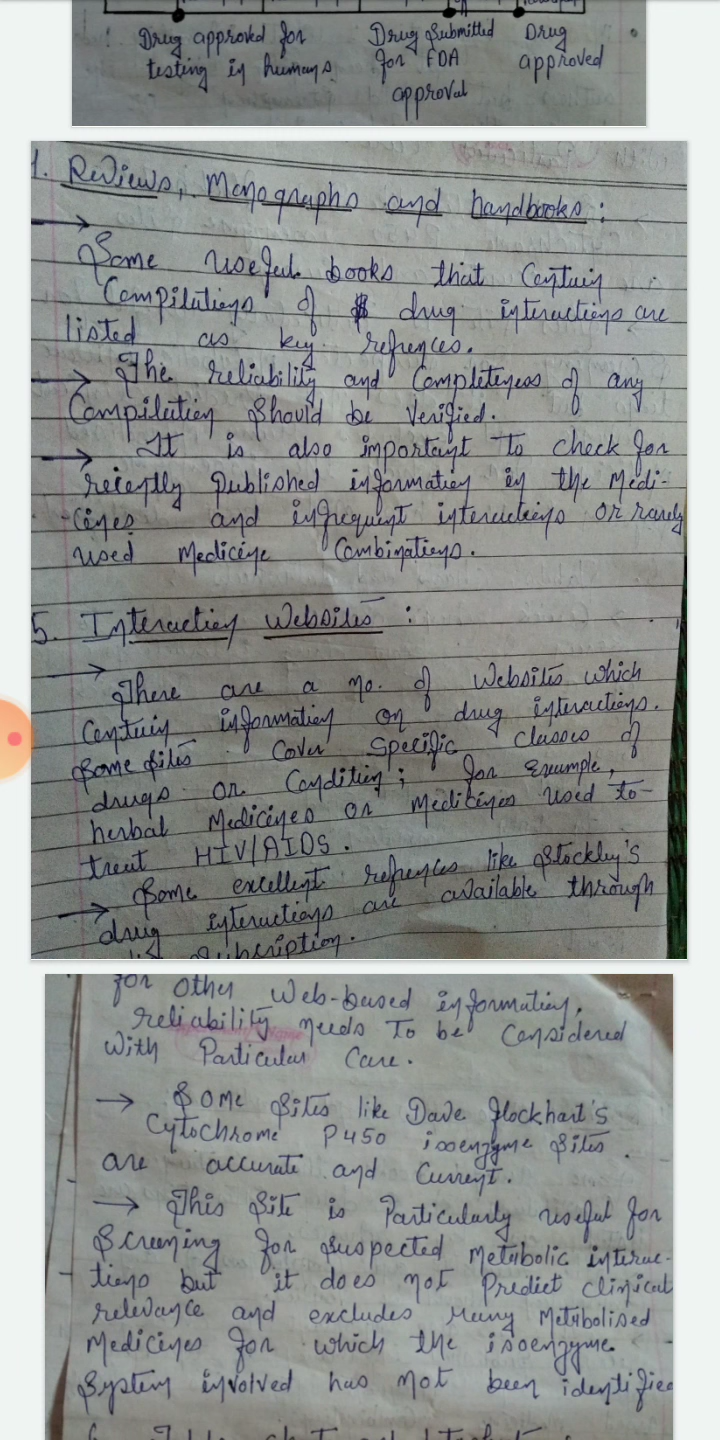 Drug approved for
testing in humans
Drug submitted
for FDA
approval
Drug
approved
1. Reviews, Monographs and handbooks :
→
Some useful books that contain
Compilations of drug interactions are
listed as key refrences.
→ The reliability and Completeness of any
Compilation should be verified.
→ It is also important to check for
recently published information in the Medi-
-cines and infrequent interactions or rarely
used Medicine Combinations.
5. Interaction Websites :
→
There are a no. of Websites which
Contain information on drug interactions.
Some sites Cover specific classes of
drugs or Condition; for example,
herbal Medicines or Medicines used to
treat HIV/AIDS.
→ Some excellent refrences like Stockley's
drug interactions are available through
subscription.
for other Web-based information,
reliability needs to be Considered
with Particular Care.
→ Some sites like Dave flockhart's
Cytochrome P450 isoenzyme sites
are accurate and Current.
→ This site is Particularly useful for
Screening for suspected metabolic interac-
tions but it does not Predict clinical
relevance and excludes many Metabolised
Medicines for which the isoenzyme
system involved has not been identified